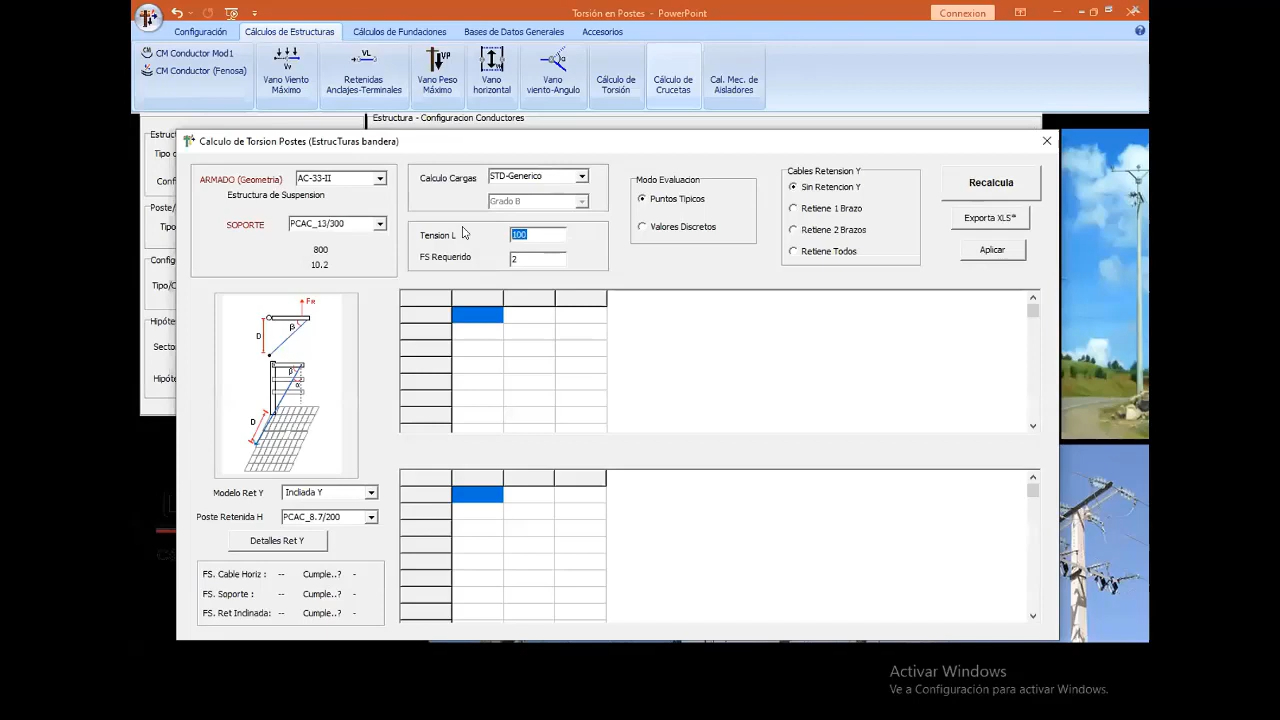 Torsión en Postes - PowerPoint
Connexion
Configuración
Cálculos de Estructuras
Cálculos de Fundaciones
Bases de Datos Generales
Accesorios
CM Conductor Mod1
CM Conductor (Fenosa)
Vano Viento
Máximo
Retenidas
Anclajes-Terminales
Vano Peso
Máximo
Vano
horizontal
Vano
viento-Angulo
Cálculo de
Torsión
Cálculo de
Crucetas
Cal. Mec. de
Aisladores
Estructura - Configuracion Conductores
Calculo de Torsion Postes (EstrucTuras bandera)
ARMADO (Geometria)
AC-33-II
Estructura de Suspension
SOPORTE
PCAC_13/300
800
10.2
Calculo Cargas
STD-Generico
Grado B
Tension L
100
FS Requerido
2
Modo Evaluacion
Puntos Tipicos
Valores Discretos
Cables Retension Y
Sin Retencion Y
Retiene 1 Brazo
Retiene 2 Brazos
Retiene Todos
Recalcula
Exporta XLS*
Aplicar
FR
β
D
β
α
D
Modelo Ret Y
Incliada Y
Poste Retenida H
PCAC_8.7/200
Detalles Ret Y
FS. Cable Horiz : -- Cumple..? -
FS. Soporte : -- Cumple..? -
FS. Ret Indinada: -- Cumple..? -
Activar Windows
Ve a Configuración para activar Windows.